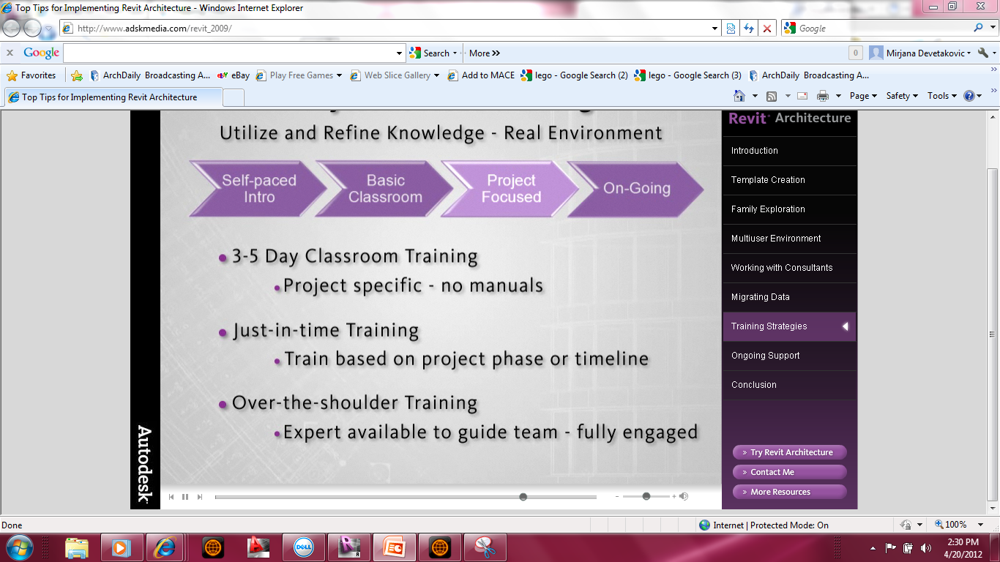 Top Tips for Implementing Revit Architecture - Windows Internet Explorer
http://www.adskmedia.com/revit_2009/
Google
x Google
Search
More »
0
Mirjana Devetakovic
Favorites
ArchDaily Broadcasting A...
eBay
Play Free Games
Web Slice Gallery
Add to MACE
lego - Google Search (2)
lego - Google Search (3)
ArchDaily Broadcasting A...
Top Tips for Implementing Revit Architecture
Page
Safety
Tools
Utilize and Refine Knowledge - Real Environment
Self-paced
Intro
Basic
Classroom
Project
Focused
On-Going
• 3-5 Day Classroom Training
• Project specific - no manuals
• Just-in-time Training
• Train based on project phase or timeline
• Over-the-shoulder Training
• Expert available to guide team - fully engaged
Autodesk
Revit Architecture
Introduction
Template Creation
Family Exploration
Multiuser Environment
Working with Consultants
Migrating Data
Training Strategies
Ongoing Support
Conclusion
» Try Revit Architecture
» Contact Me
» More Resources
- +
Done
Internet | Protected Mode: On
100%
DELL
2:30 PM
4/20/2012